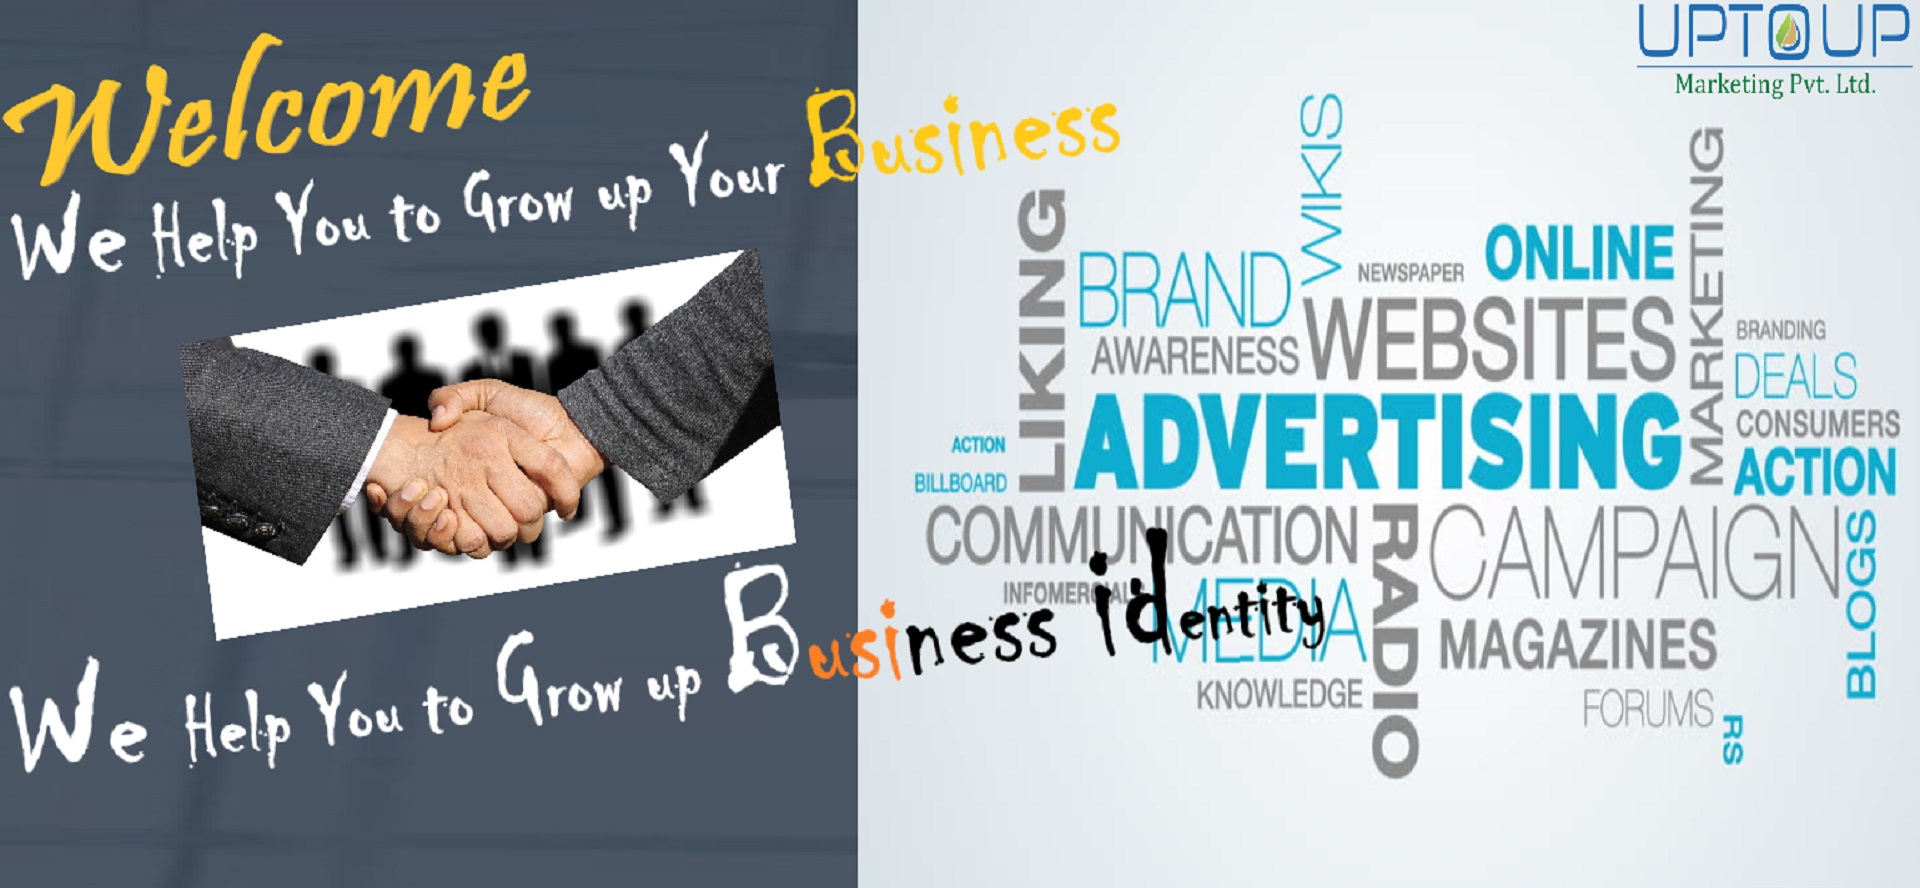 Welcome
We Help You to Grow up Your Business
We Help You to Grow up Business identity
UPTOUP
Marketing Pvt. Ltd.
WIKIS
LIKING
BRAND
NEWSPAPER
ONLINE
MARKETING
AWARENESS
WEBSITES
BRANDING
DEALS
CONSUMERS
ACTION
BILLBOARD
ADVERTISING
ACTION
COMMUNICATION
RADIO
CAMPAIGN
BLOGS
MEDIA
MAGAZINES
KNOWLEDGE
FORUMS
RS